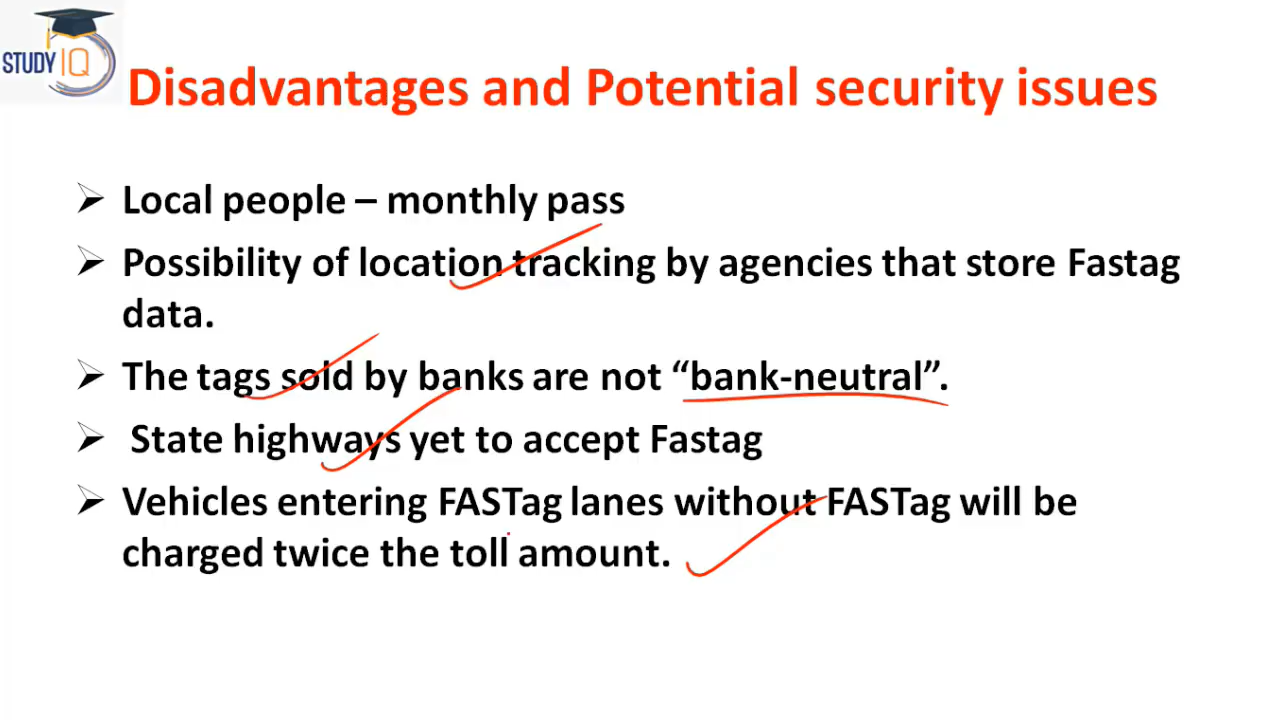 STUDY IQ
Disadvantages and Potential security issues
➢ Local people – monthly pass
➢ Possibility of location tracking by agencies that store Fastag
data.
➢ The tags sold by banks are not “bank-neutral”.
➢ State highways yet to accept Fastag
➢ Vehicles entering FASTag lanes without FASTag will be
charged twice the toll amount.